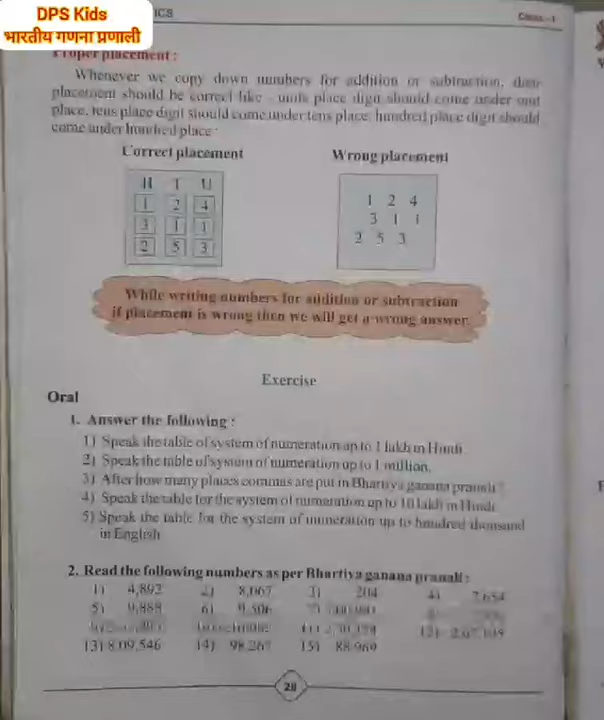 DPS Kids
भारतीय गणना प्रणाली
ICS
Class - 1
Proper placement :
Whenever we copy down numbers for addition or subtraction, their
placement should be correct like - units place digit should come under unit
place, tens place digit should come under tens place, hundred place digit should
come under hundred place
Correct placement
Wrong placement
H T U
1 2 4
3 1 1
2 5 3
1 2 4
3 1 1
2 5 3
While writing numbers for addition or subtraction
if placement is wrong then we will get a wrong answer.
Exercise
Oral
1. Answer the following :
1) Speak the table of system of numeration up to 1 lakh in Hindi
2) Speak the table of system of numeration up to 1 million.
3) After how many places commas are put in Bhartiya ganana pranali
4) Speak the table for the system of numeration up to 10 lakh in Hindi
5) Speak the table for the system of numeration up to hundred thousand
in English
2. Read the following numbers as per Bhartiya ganana pranali :
1) 4,892 2) 8,067 3) 204 4) 7,654
5) 9,888 6) 9,506
13) 8,09,546 14) 98,267 15) 88,969
28